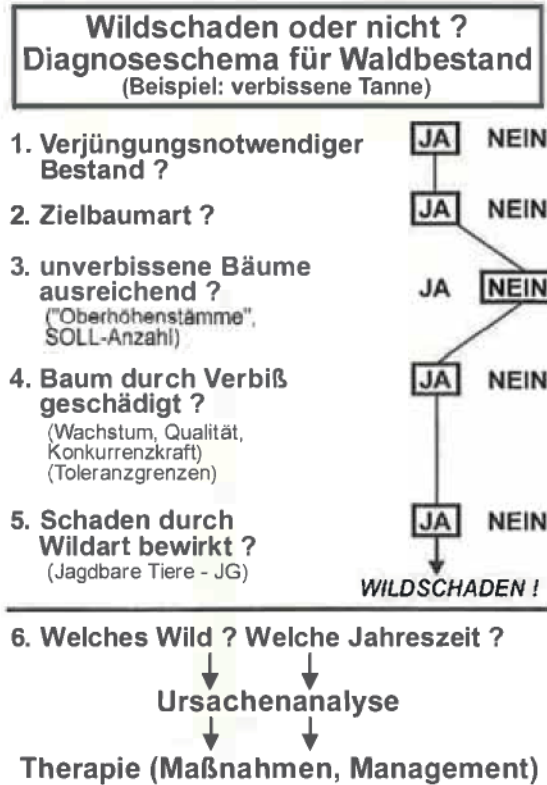 Wildschaden oder nicht ?
Diagnoseschema für Waldbestand
(Beispiel: verbissene Tanne)
1. Verjüngungsnotwendiger JA NEIN
Bestand ?
2. Zielbaumart ? JA NEIN
3. unverbissene Bäume
ausreichend ? JA NEIN
("Oberhöhenstämme",
SOLL-Anzahl)
4. Baum durch Verbiß JA NEIN
geschädigt ?
(Wachstum, Qualität,
Konkurrenzkraft)
(Toleranzgrenzen)
5. Schaden durch JA NEIN
Wildart bewirkt ?
(Jagdbare Tiere - JG)
WILDSCHADEN !
6. Welches Wild ? Welche Jahreszeit ?
Ursachenanalyse
Therapie (Maßnahmen, Management)